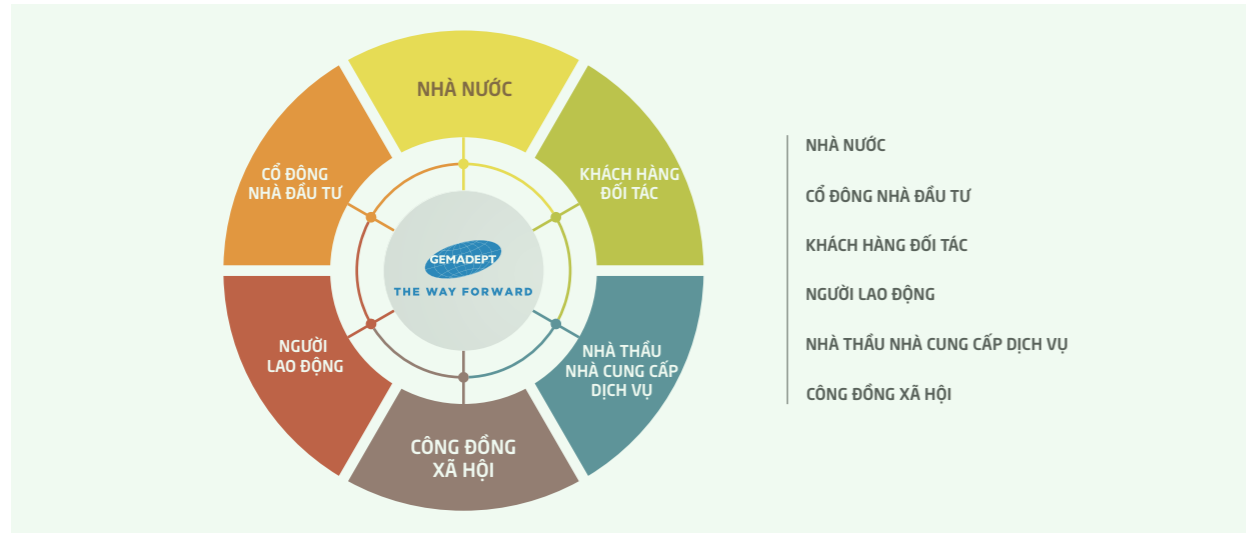 NHÀ NƯỚC
CỔ ĐÔNG
NHÀ ĐẦU TƯ
KHÁCH HÀNG
ĐỐI TÁC
GEMADEPT
THE WAY FORWARD
NGƯỜI
LAO ĐỘNG
NHÀ THẦU
NHÀ CUNG CẤP
DỊCH VỤ
CÔNG ĐỒNG
XÃ HỘI
NHÀ NƯỚC
CỔ ĐÔNG NHÀ ĐẦU TƯ
KHÁCH HÀNG ĐỐI TÁC
NGƯỜI LAO ĐỘNG
NHÀ THẦU NHÀ CUNG CẤP DỊCH VỤ
CÔNG ĐỒNG XÃ HỘI